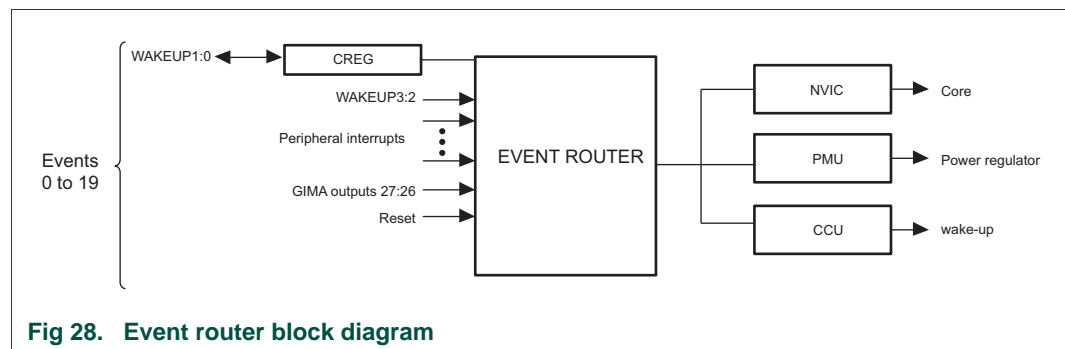 WAKEUP1:0
CREG
WAKEUP3:2
Peripheral interrupts
Events
0 to 19
GIMA outputs 27:26
Reset
EVENT ROUTER
NVIC
Core
PMU
Power regulator
CCU
wake-up
Fig 28. Event router block diagram